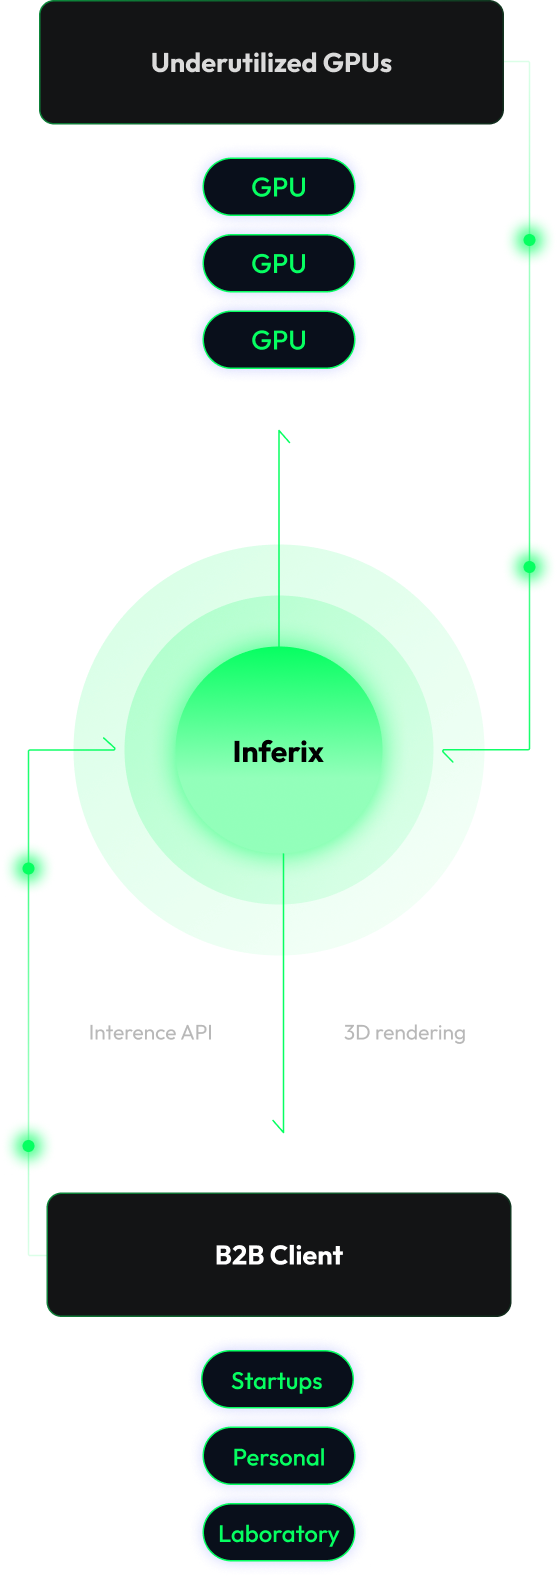 Underutilized GPUs
GPU
GPU
GPU
Inferix
Interence API
3D rendering
B2B Client
Startups
Personal
Laboratory